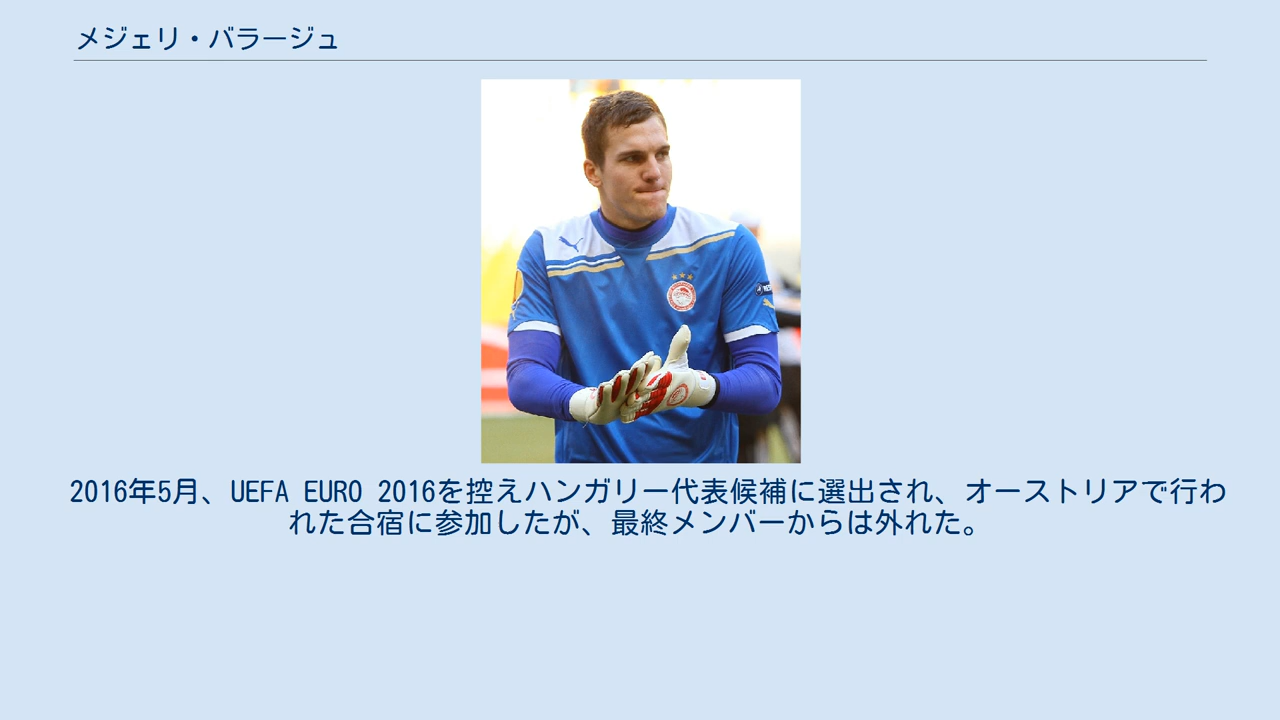 メジェリ・バラージュ
2016年5月、UEFA EURO 2016を控えハンガリー代表候補に選出され、オーストリアで行わ
れた合宿に参加したが、最終メンバーからは外れた。